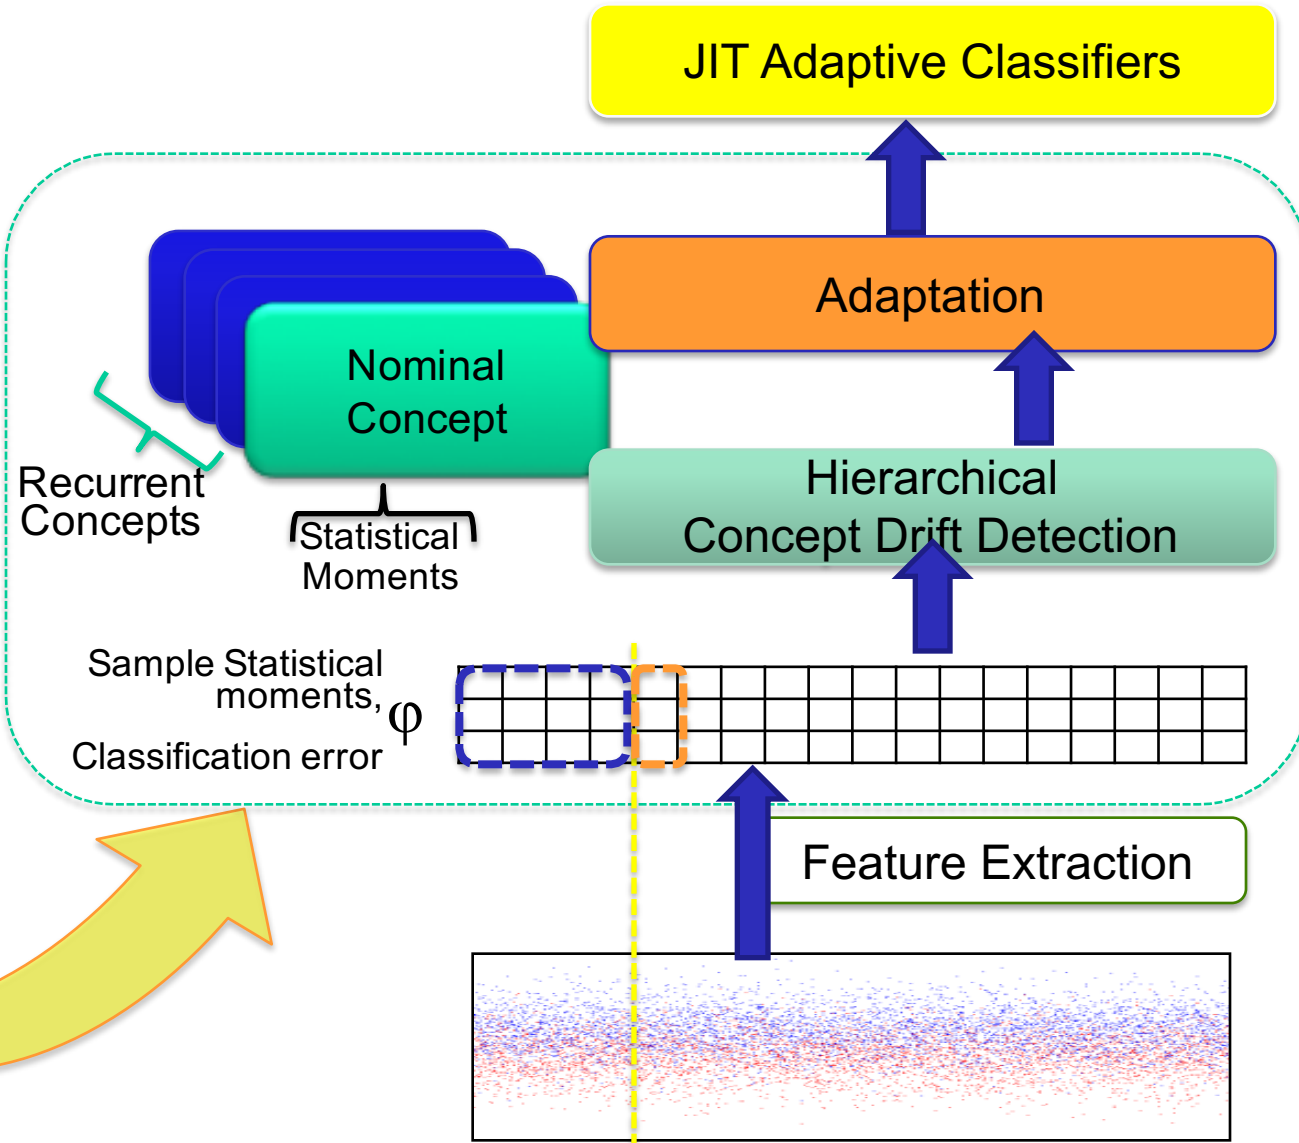 JIT Adaptive Classifiers
Adaptation
Nominal
Concept
Recurrent
Concepts
Hierarchical
Concept Drift Detection
Statistical
Moments
Sample Statistical
moments,
φ
Classification error
Feature Extraction